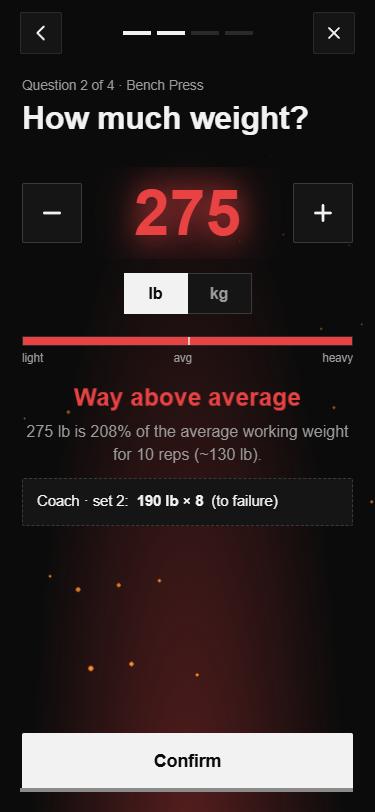 Question 2 of 4 · Bench Press
How much weight?
275
lb kg
light avg heavy
Way above average
275 lb is 208% of the average working weight
for 10 reps (~130 lb).
Coach · set 2: 190 lb × 8 (to failure)
Confirm